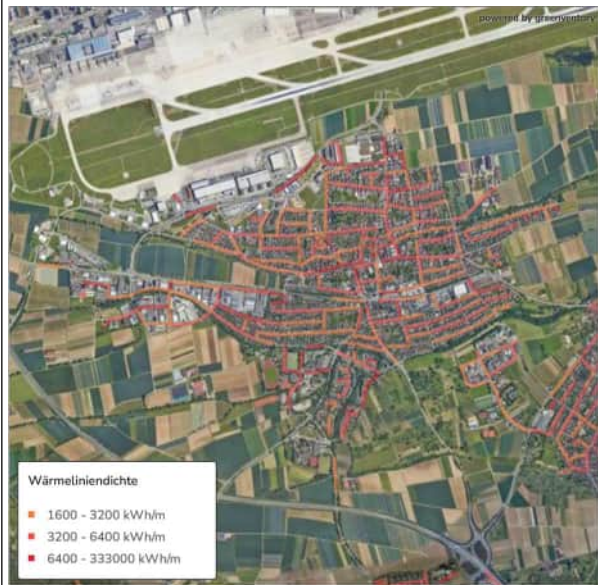 powered by greenventory
Wärmeliniendichte
1600 - 3200 kWh/m
3200 - 6400 kWh/m
6400 - 333000 kWh/m